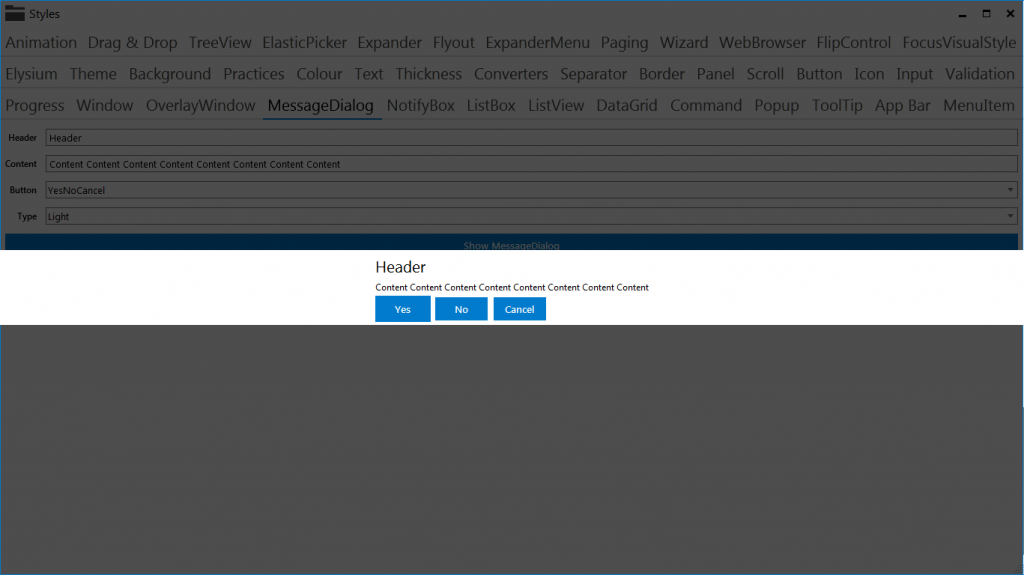 Styles
Animation Drag & Drop TreeView ElasticPicker Expander Flyout ExpanderMenu Paging Wizard WebBrowser FlipControl FocusVisualStyle
Elysium Theme Background Practices Colour Text Thickness Converters Separator Border Panel Scroll Button Icon Input Validation
Progress Window OverlayWindow MessageDialog NotifyBox ListBox ListView DataGrid Command Popup ToolTip App Bar MenuItem
Header Header
Content Content Content Content Content Content Content Content Content
Button YesNoCancel
Type Light
Show MessageDialog
Header
Content Content Content Content Content Content Content Content
Yes No Cancel